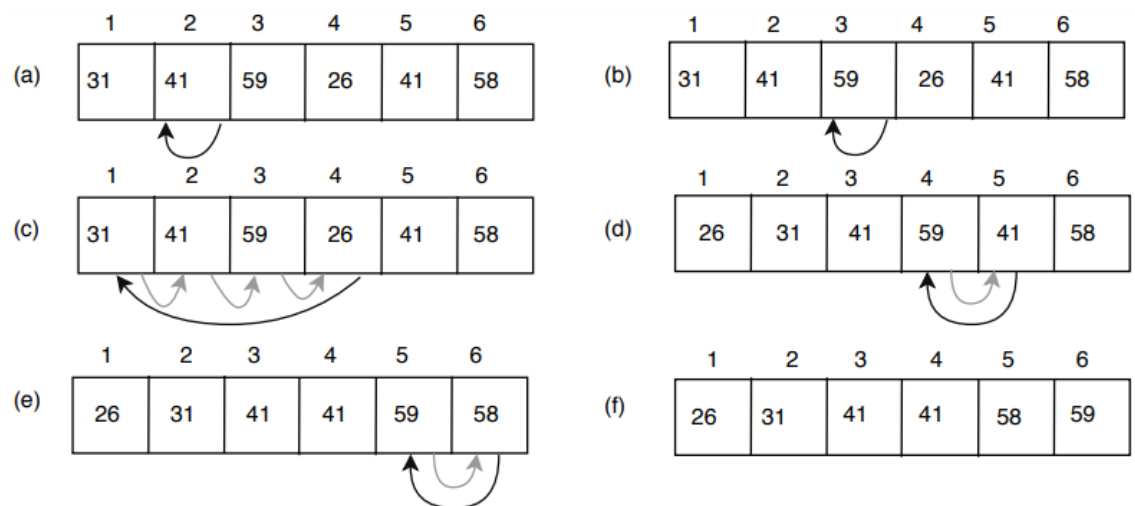 1 2 3 4 5 6
(a) 31 41 59 26 41 58
1 2 3 4 5 6
(b) 31 41 59 26 41 58
1 2 3 4 5 6
(c) 31 41 59 26 41 58
1 2 3 4 5 6
(d) 26 31 41 59 41 58
1 2 3 4 5 6
(e) 26 31 41 41 59 58
1 2 3 4 5 6
(f) 26 31 41 41 58 59